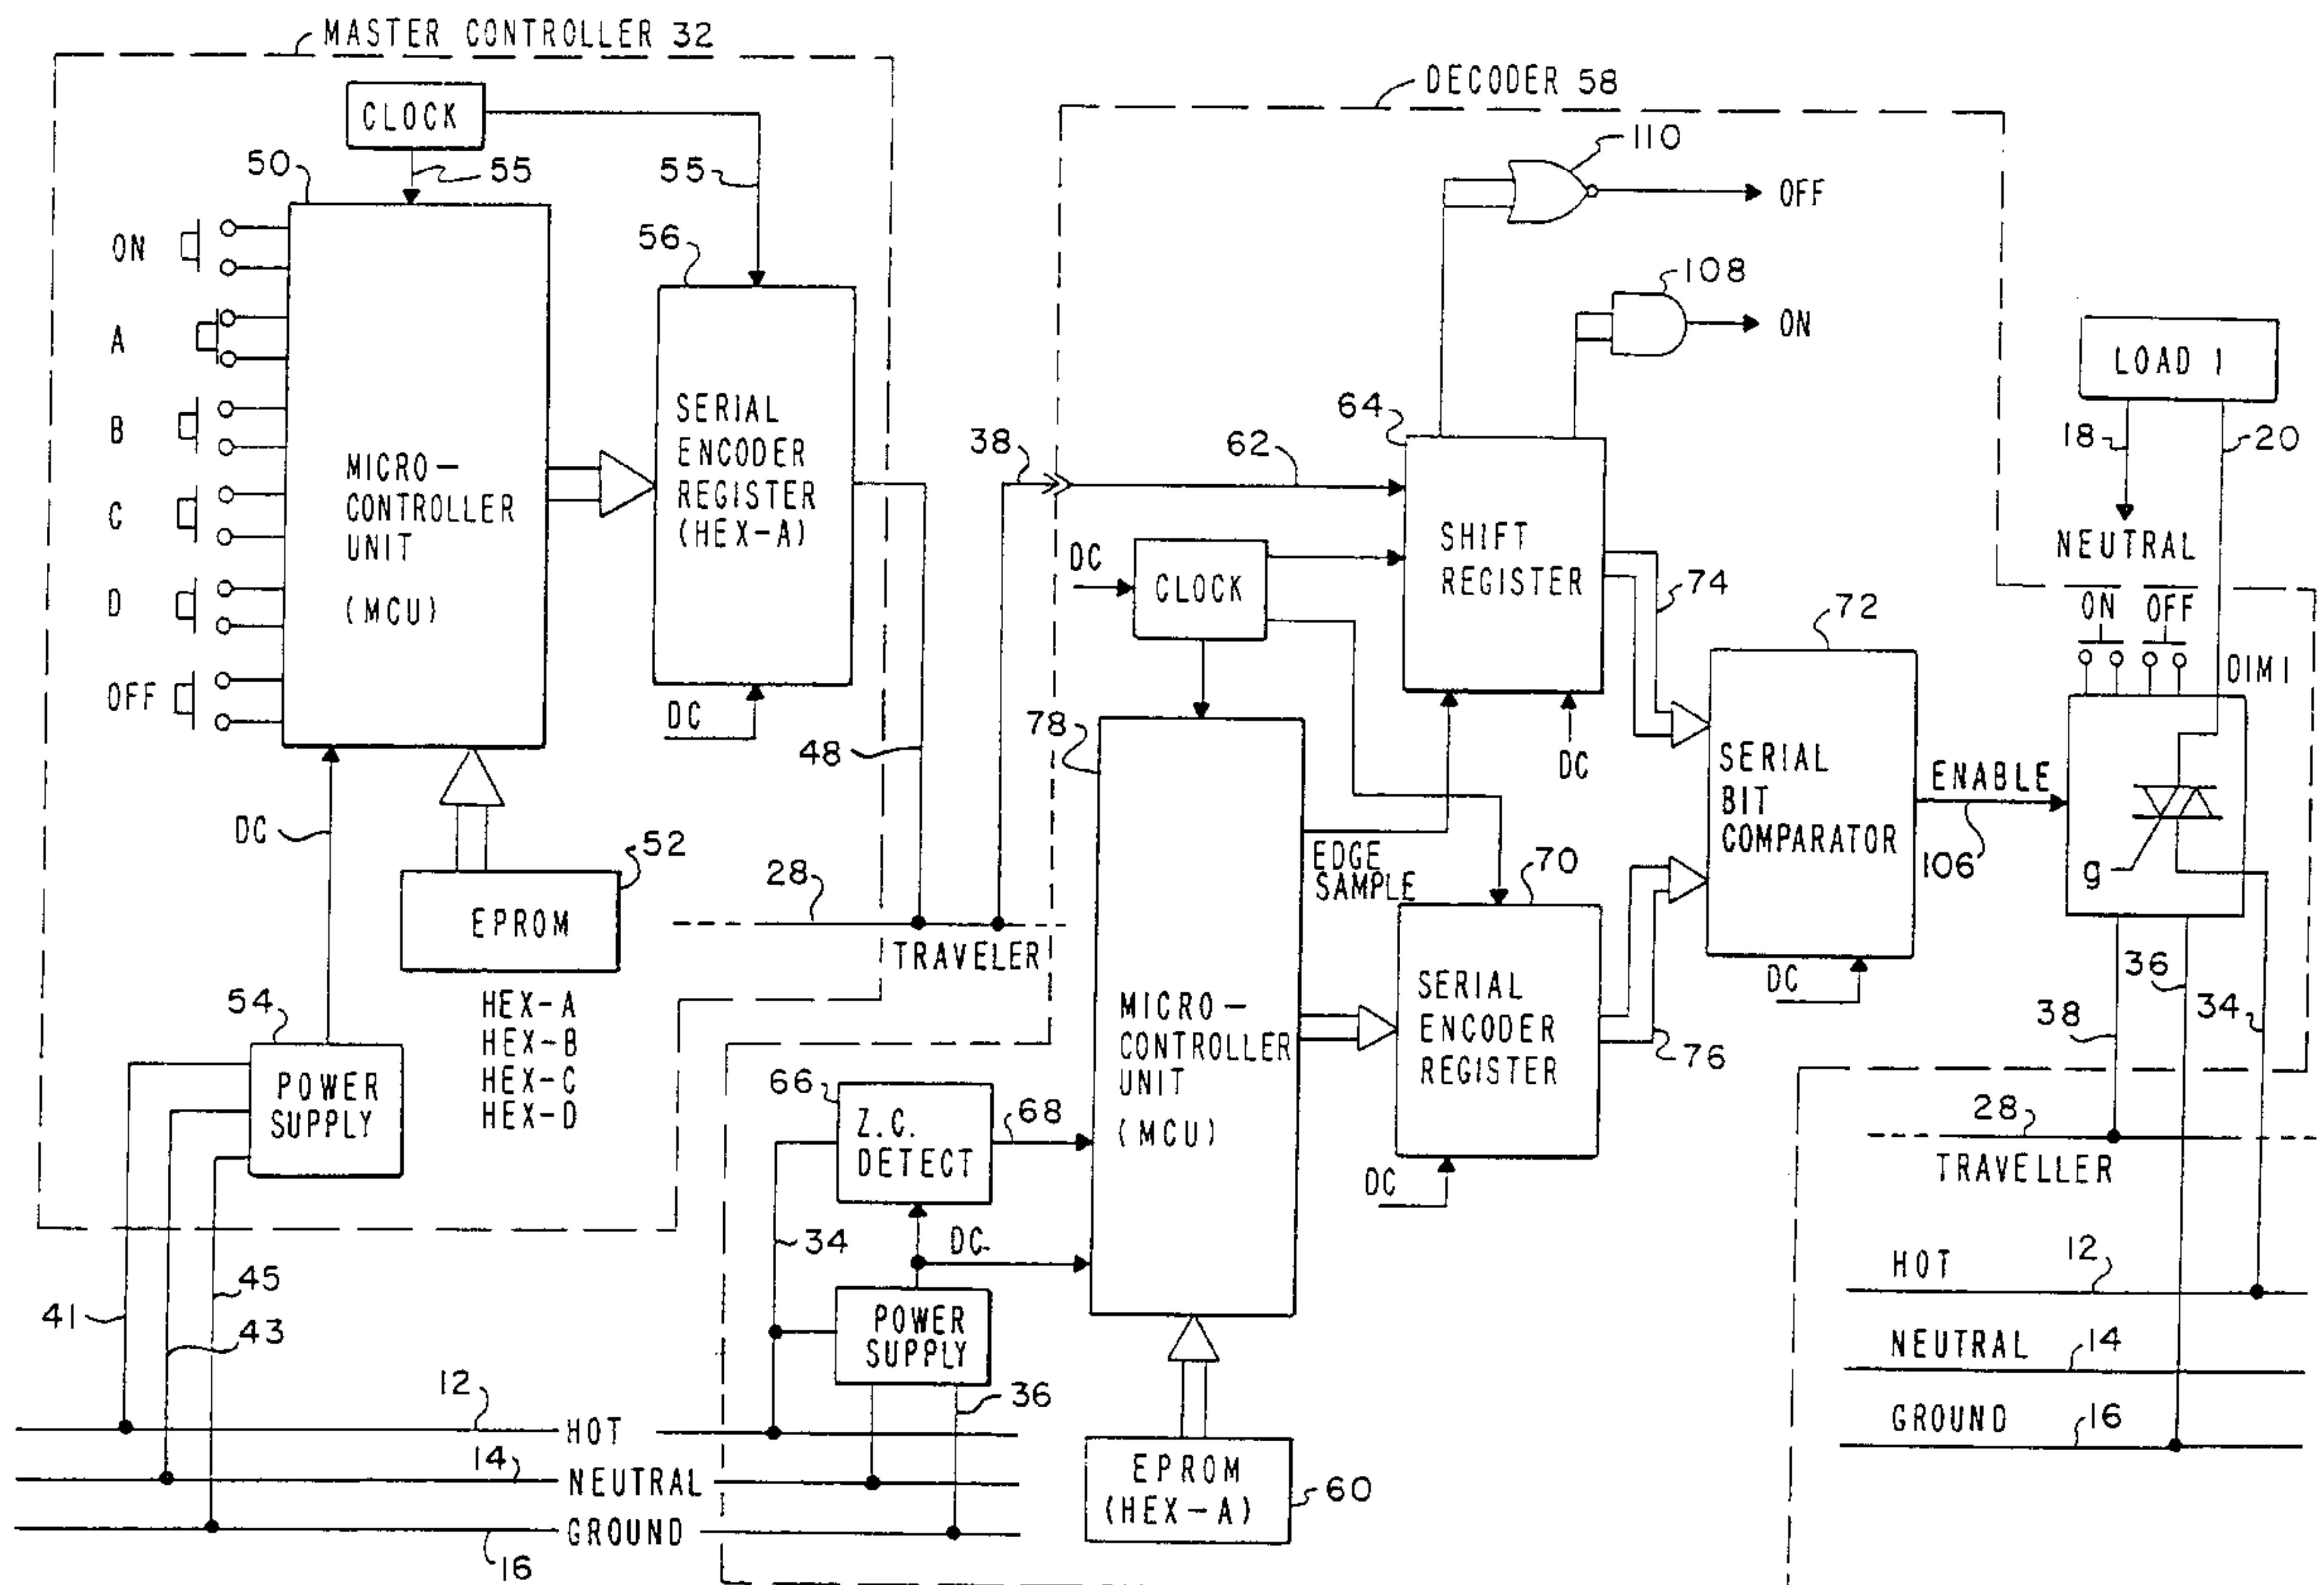 MASTER CONTROLLER 32
DECODER 58
CLOCK
50
55
55
56
ON
A
B
C
D
OFF
MICRO-
CONTROLLER
UNIT
(MCU)
SERIAL
ENCODER
REGISTER
(HEX-A)
DC
DC
48
52
EPROM
HEX-A
HEX-B
HEX-C
HEX-D
54
POWER
SUPPLY
41
43
45
12
HOT
14
NEUTRAL
16
GROUND
28
TRAVELER
38
62
110
OFF
108
ON
64
SHIFT
REGISTER
DC
DC
CLOCK
74
78
MICRO-
CONTROLLER
UNIT
(MCU)
EDGE
SAMPLE
70
SERIAL
ENCODER
REGISTER
DC
76
72
SERIAL
BIT
COMPARATOR
DC
ENABLE
106
66
Z.C.
DETECT
68
34
DC
POWER
SUPPLY
36
EPROM
(HEX-A)
60
LOAD 1
18
20
NEUTRAL
ON
OFF
DIM1
g
38
36
34
28
TRAVELLER
HOT
12
NEUTRAL
14
GROUND
16